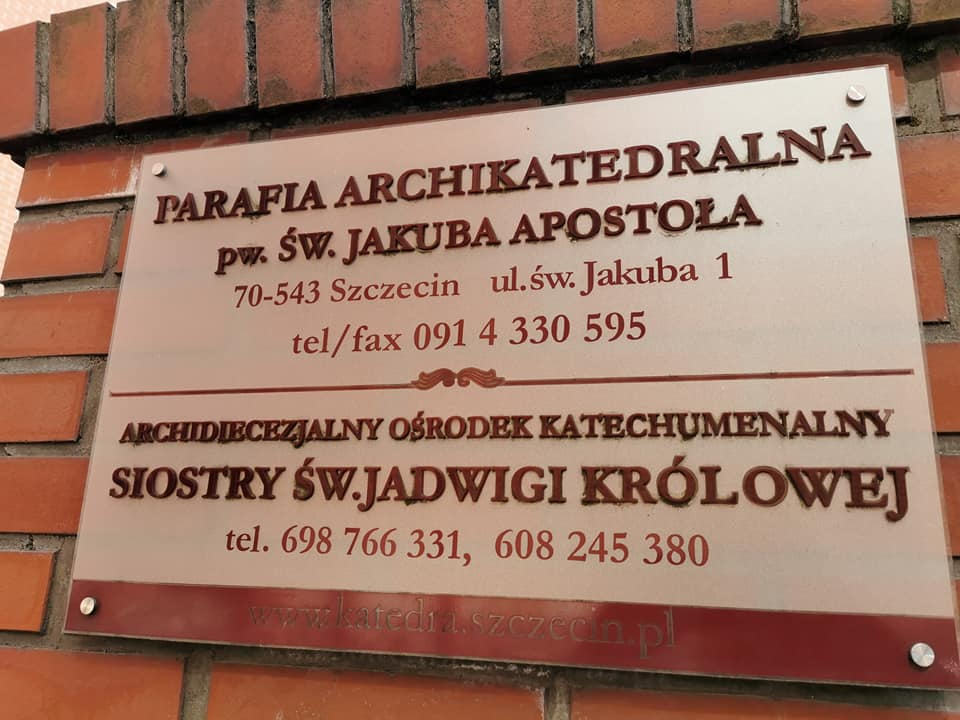 PARAFIA ARCHIKATEDRALNA
pw. ŚW. JAKUBA APOSTOŁA
70-543 Szczecin ul.św. Jakuba 1
tel/fax 091 4 330 595
ARCHIDIECEZJALNY OŚRODEK KATECHUMENALNY
SIOSTRY ŚW.JADWIGI KRÓLOWEJ
tel. 698 766 331, 608 245 380
www.katedra.szczecin.pl